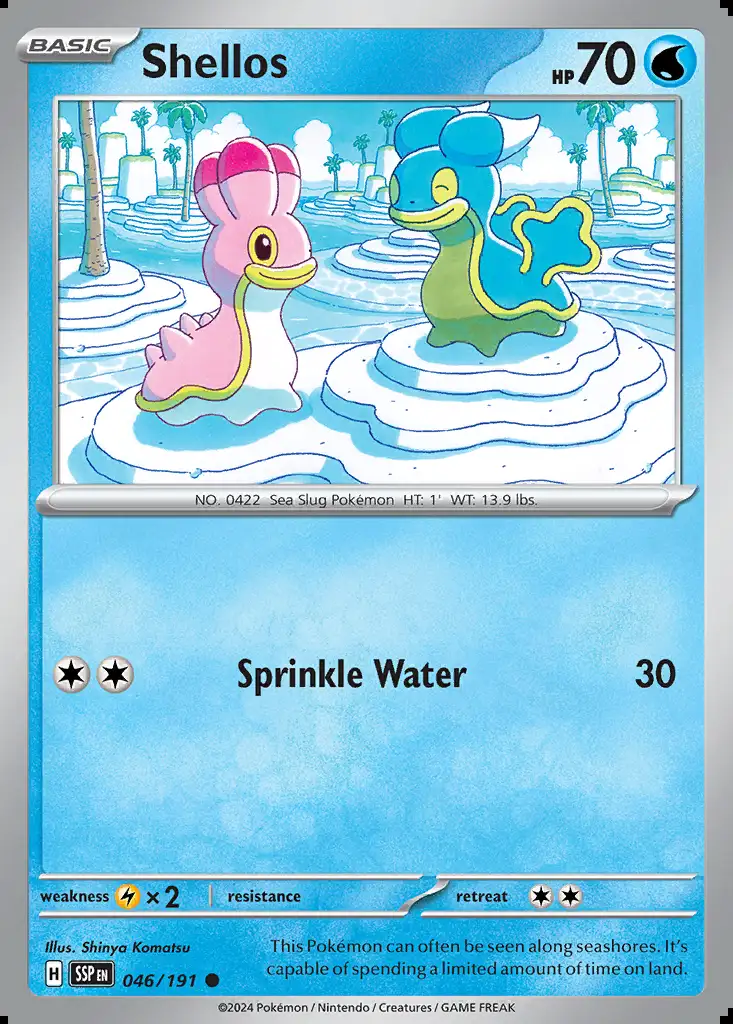 BASIC
Shellos
HP 70
NO. 0422 Sea Slug Pokémon HT: 1' WT: 13.9 lbs.
Sprinkle Water 30
weakness ×2 resistance retreat
Illus. Shinya Komatsu
This Pokémon can often be seen along seashores. It's
capable of spending a limited amount of time on land.
H SSP EN 046/191
©2024 Pokémon / Nintendo / Creatures / GAME FREAK